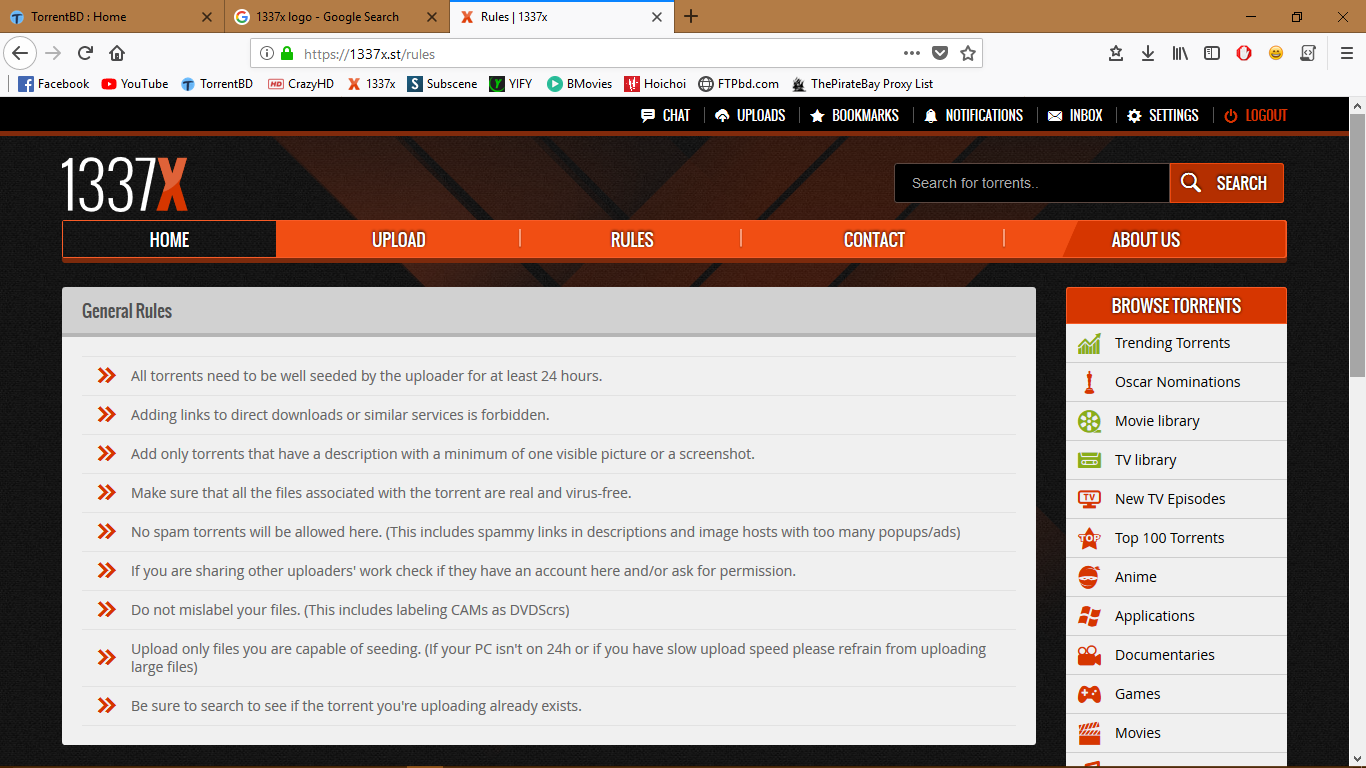 TorrentBD : Home
1337x logo - Google Search
Rules | 1337x
https://1337x.st/rules
Facebook YouTube TorrentBD CrazyHD 1337x Subscene YIFY BMovies Hoichoi FTPbd.com ThePirateBay Proxy List
CHAT UPLOADS BOOKMARKS NOTIFICATIONS INBOX SETTINGS LOGOUT
1337X
Search for torrents..
SEARCH
HOME UPLOAD RULES CONTACT ABOUT US
General Rules
All torrents need to be well seeded by the uploader for at least 24 hours.
Adding links to direct downloads or similar services is forbidden.
Add only torrents that have a description with a minimum of one visible picture or a screenshot.
Make sure that all the files associated with the torrent are real and virus-free.
No spam torrents will be allowed here. (This includes spammy links in descriptions and image hosts with too many popups/ads)
If you are sharing other uploaders' work check if they have an account here and/or ask for permission.
Do not mislabel your files. (This includes labeling CAMs as DVDScrs)
Upload only files you are capable of seeding. (If your PC isn't on 24h or if you have slow upload speed please refrain from uploading
large files)
Be sure to search to see if the torrent you're uploading already exists.
BROWSE TORRENTS
Trending Torrents
Oscar Nominations
Movie library
TV library
TV New TV Episodes
TOP Top 100 Torrents
Anime
Applications
Documentaries
Games
Movies